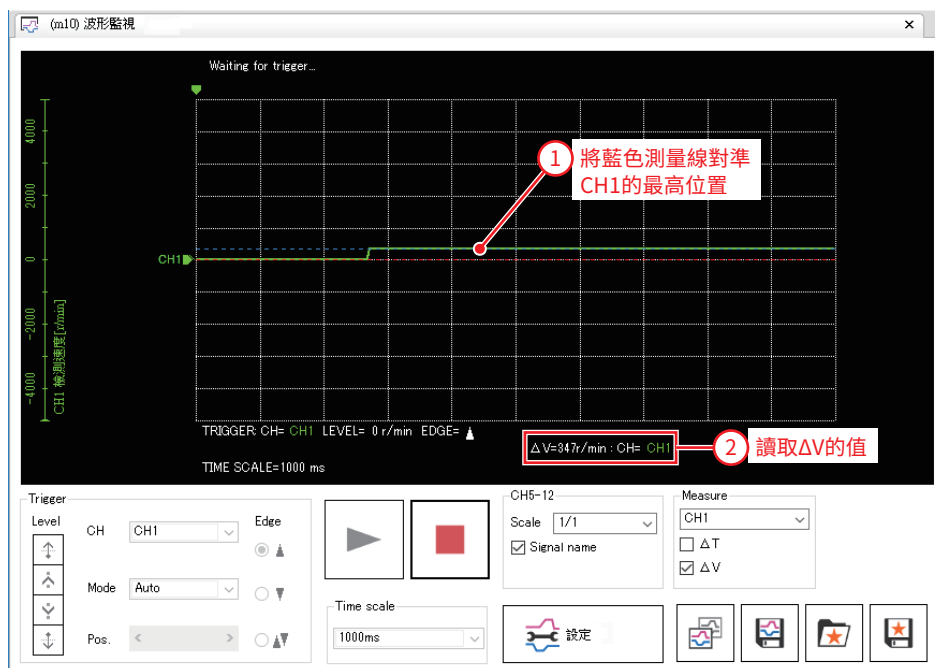 (m10) 波形監視
×
Waiting for trigger...
4000
2000
0
-2000
-4000
CH1 檢測速度[r/min]
CH1
1
將藍色測量線對準
CH1的最高位置
TRIGGER: CH= CH1 LEVEL= 0 r/min EDGE=
ΔV=347r/min : CH= CH1
2
讀取ΔV的值
TIME SCALE=1000 ms
Trigger
Level
CH
CH1
Edge
Mode
Auto
Pos.
Time scale
1000ms
CH5-12
Scale
1/1
Signal name
設定
Measure
CH1
ΔT
ΔV